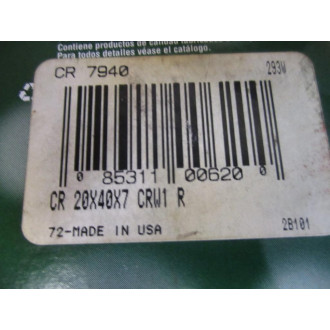 Contiene productos de calidad
Para todos detalles véase el catálogo.
CR 7940
293W
0 85311 00620 0
CR 20X40X7 CRW1 R
72-MADE IN USA
2B101